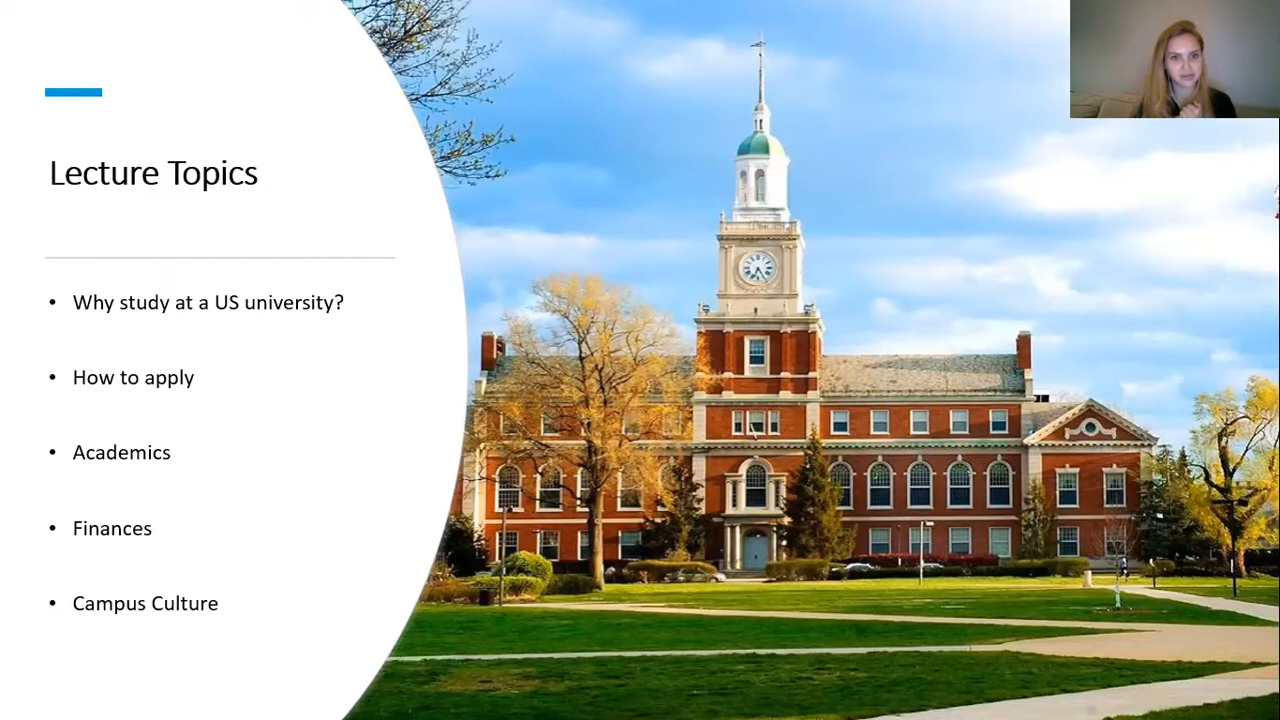 Lecture Topics
• Why study at a US university?
• How to apply
• Academics
• Finances
• Campus Culture